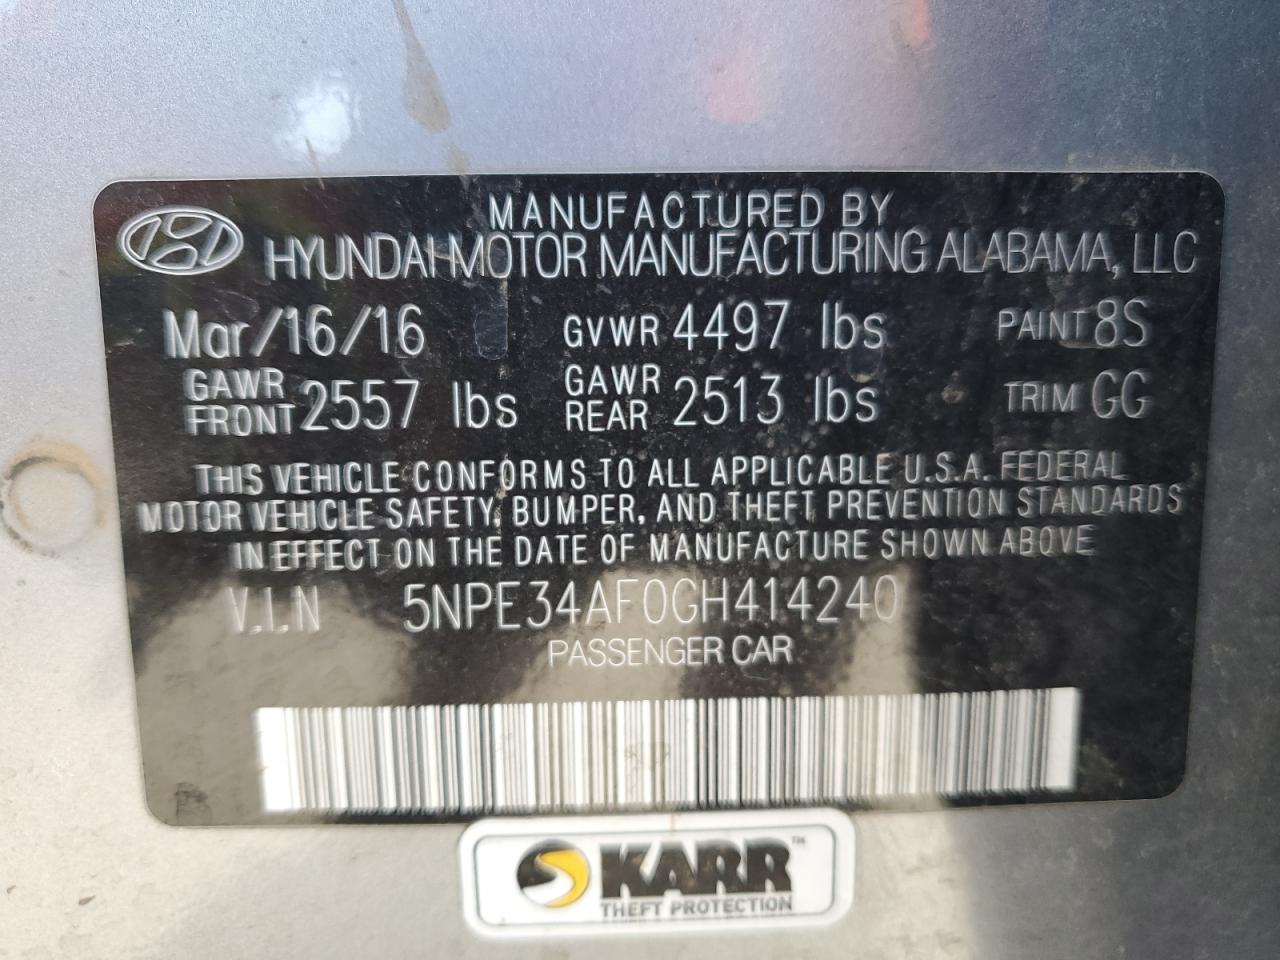 MANUFACTURED BY
HYUNDAI MOTOR MANUFACTURING ALABAMA, LLC
Mar/16/16 GVWR 4497 lbs PAINT 8S
GAWR FRONT 2557 lbs GAWR REAR 2513 lbs TRIM GG
THIS VEHICLE CONFORMS TO ALL APPLICABLE U.S.A. FEDERAL
MOTOR VEHICLE SAFETY, BUMPER, AND THEFT PREVENTION STANDARDS
IN EFFECT ON THE DATE OF MANUFACTURE SHOWN ABOVE
V.I.N 5NPE34AF0GH414240
PASSENGER CAR
KARR™
THEFT PROTECTION